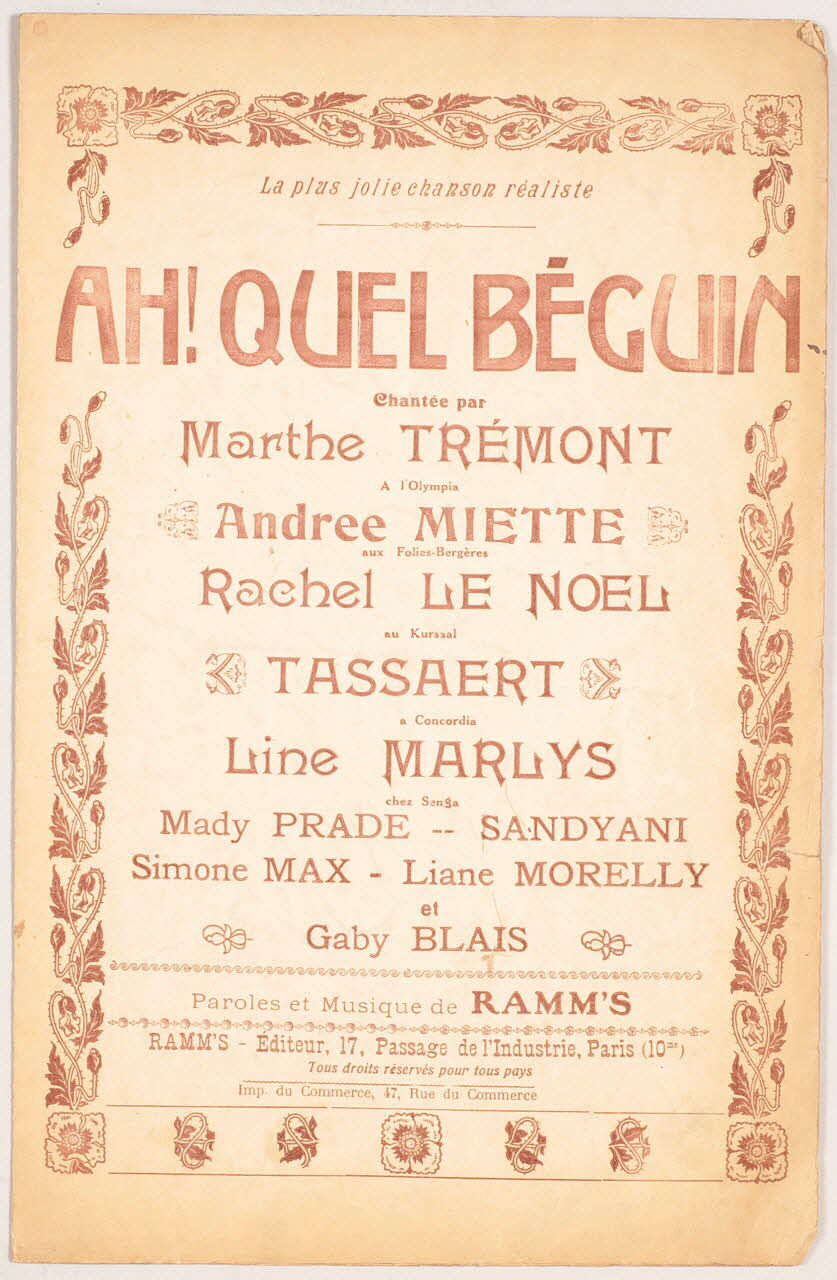 La plus jolie chanson réaliste
AH! QUEL BÉGUIN
Chantée par
Marthe TRÉMONT
A l'Olympia
Andree MIETTE
aux Folies-Bergères
Rachel LE NOEL
au Kursaal
TASSAERT
a Concordia
Line MARLYS
chez Senga
Mady PRADE -- SANDYANI
Simone MAX - Liane MORELLY
et
Gaby BLAIS
Paroles et Musique de RAMM'S
RAMM'S - Éditeur, 17, Passage de l'Industrie, Paris (10me)
Tous droits réservés pour tous pays
Imp. du Commerce, 47, Rue du Commerce